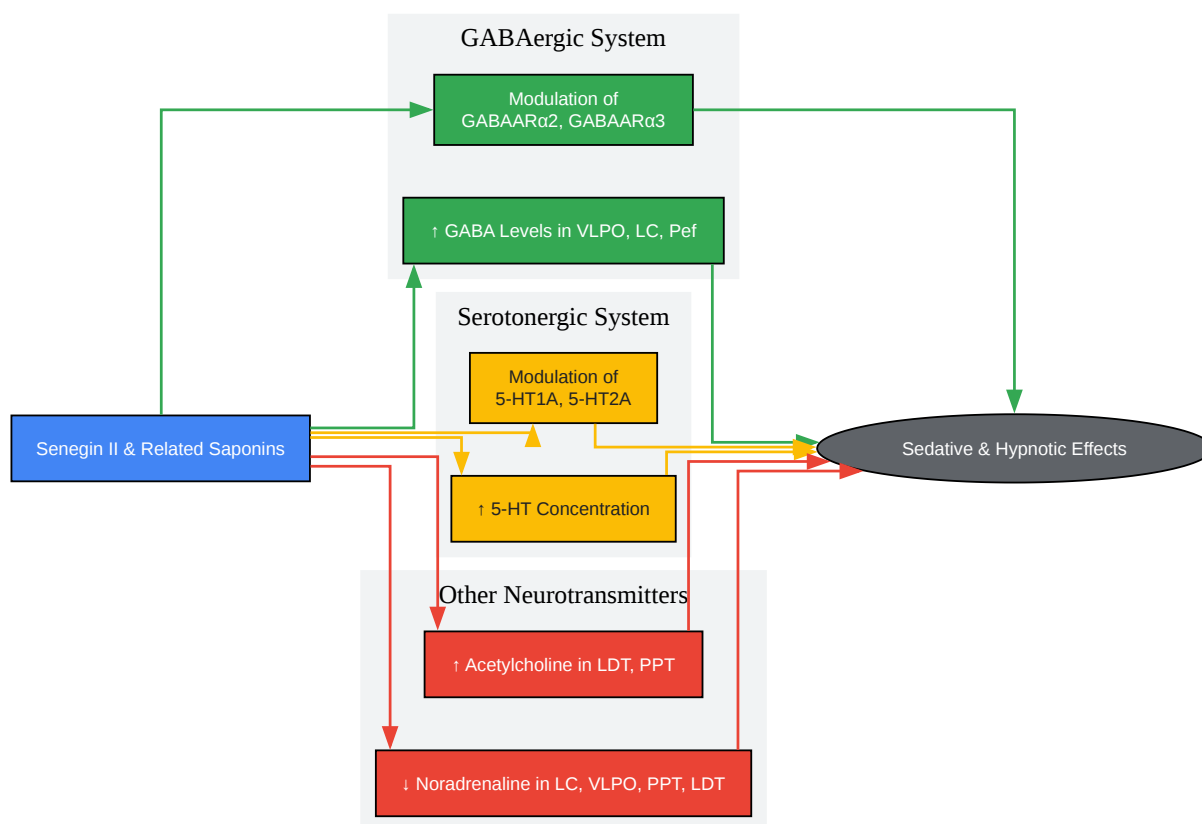 GABAergic System
Modulation of
GABAARα2, GABAARα3
↑ GABA Levels in VLPO, LC, Pef
Serotonergic System
Modulation of
5-HT1A, 5-HT2A
Senegin II & Related Saponins
Sedative & Hypnotic Effects
↑ 5-HT Concentration
Other Neurotransmitters
↑ Acetylcholine in LDT, PPT
↓ Noradrenaline in LC, VLPO, PPT, LDT